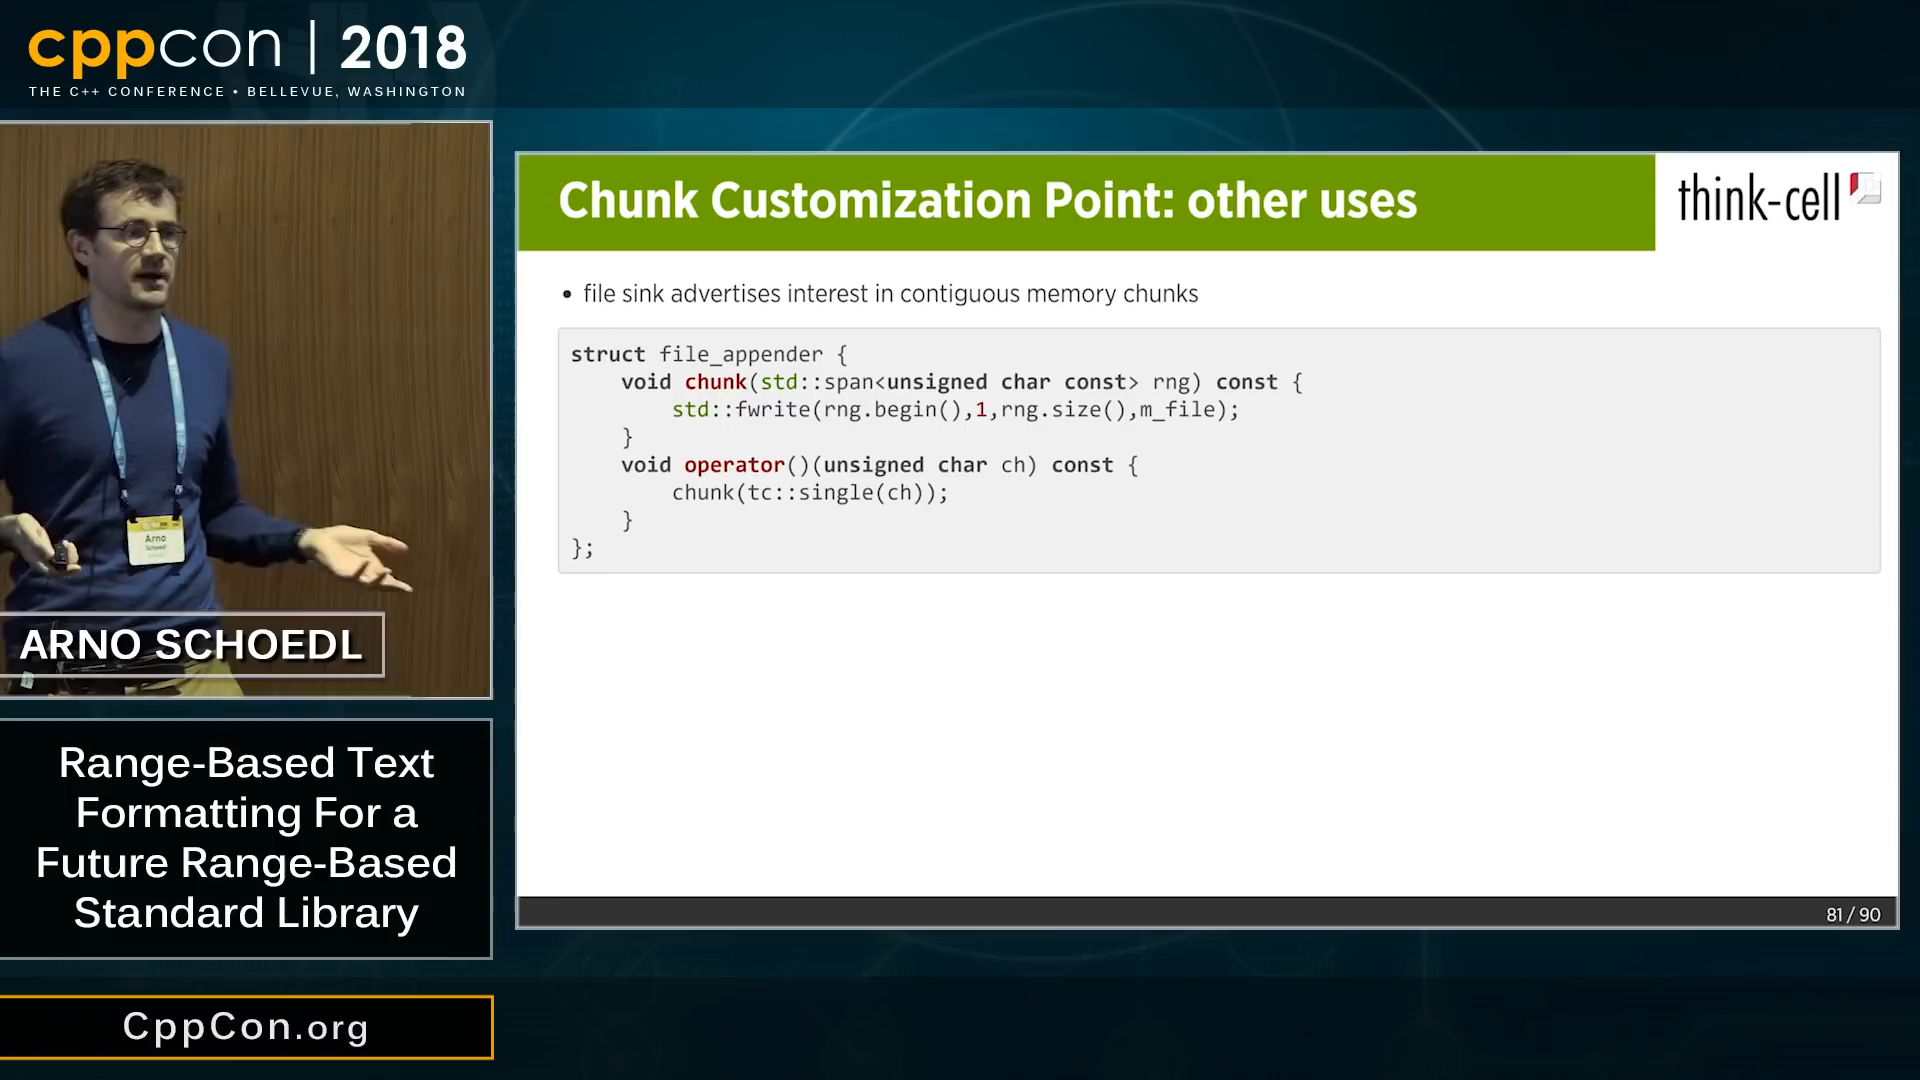 cppcon | 2018
THE C++ CONFERENCE • BELLEVUE, WASHINGTON
Chunk Customization Point: other uses
think-cell
• file sink advertises interest in contiguous memory chunks
struct file_appender {
    void chunk(std::span<unsigned char const> rng) const {
        std::fwrite(rng.begin(),1,rng.size(),m_file);
    }
    void operator()(unsigned char ch) const {
        chunk(tc::single(ch));
    }
};
81 / 90
Arno
Schoedl
ARNO SCHOEDL
Range-Based Text
Formatting For a
Future Range-Based
Standard Library
CppCon.org